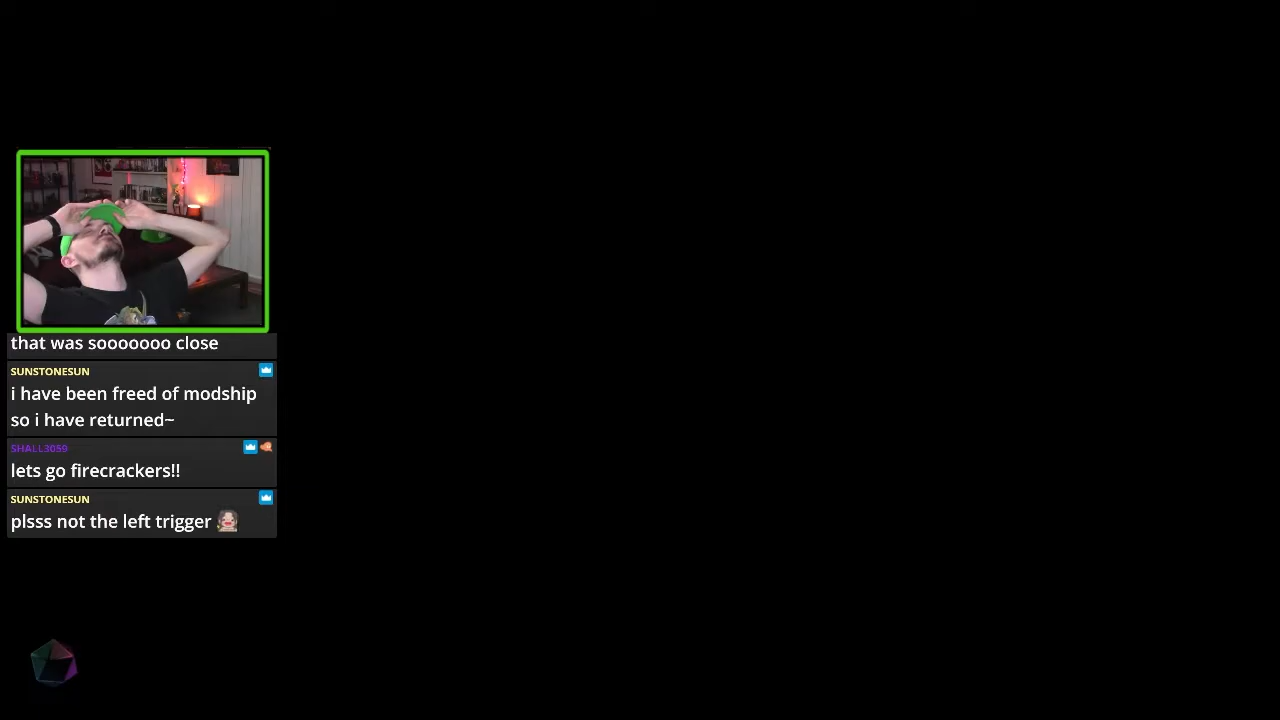 that was sooooooo close
SUNSTONESUN
i have been freed of modship
so i have returned~
SHALL3059
lets go firecrackers!!
SUNSTONESUN
plsss not the left trigger